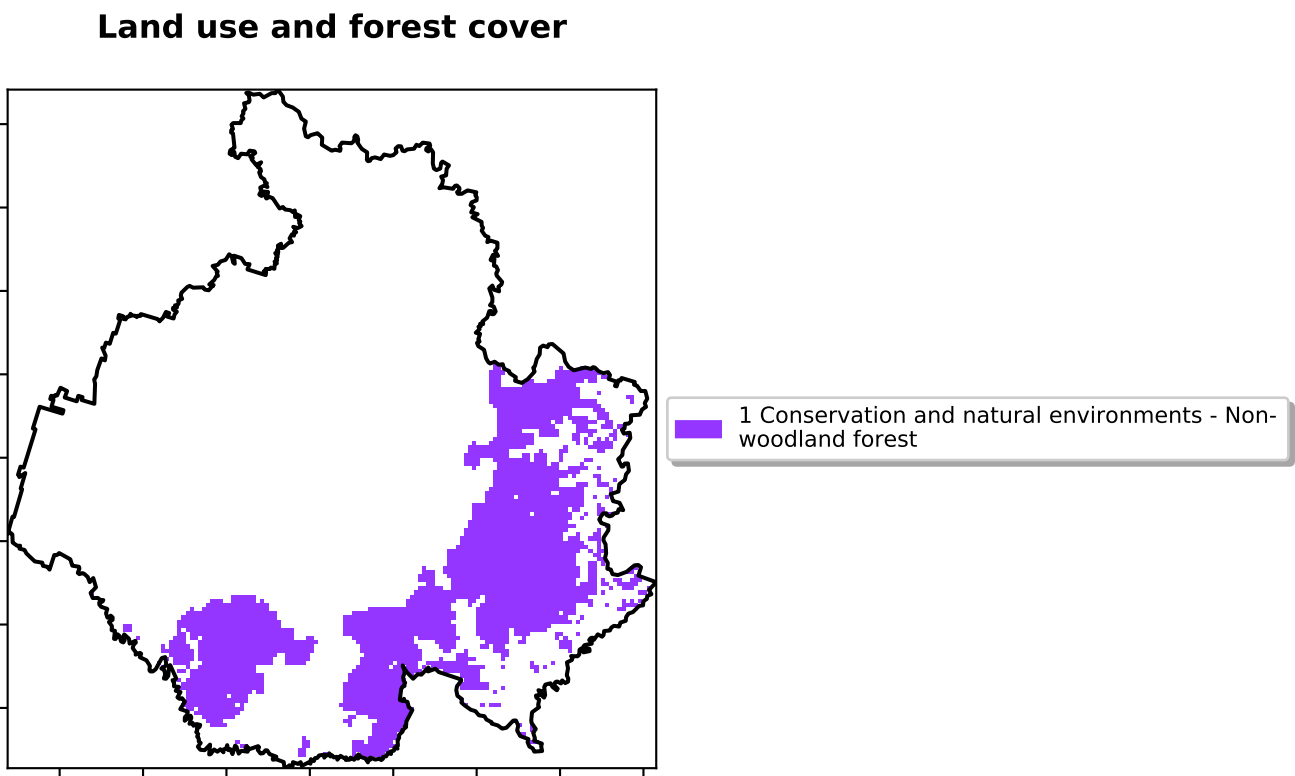 Land use and forest cover
1 Conservation and natural environments - Non-
woodland forest